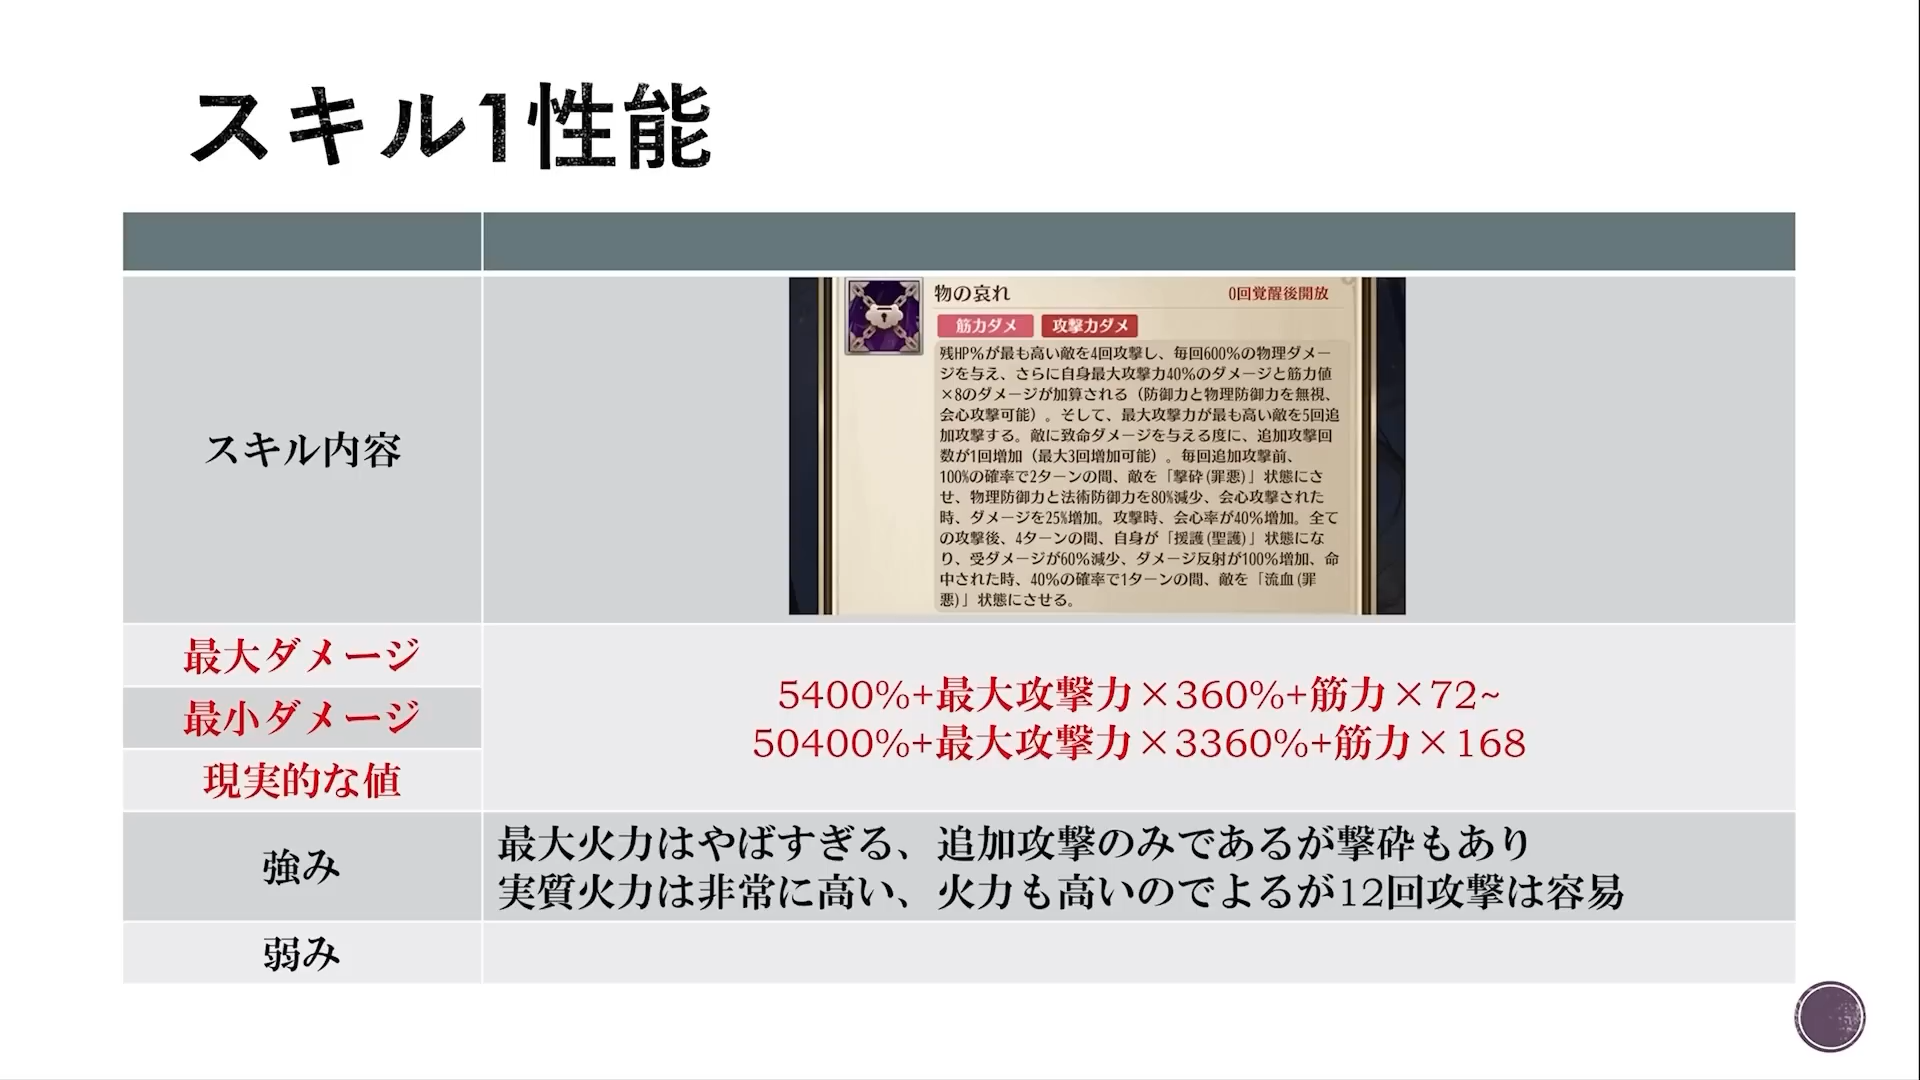 スキル1性能
スキル内容
物の哀れ
0回覚醒後開放
筋力ダメ
攻撃力ダメ
残HP%が最も高い敵を4回攻撃し、毎回600%の物理ダメー
ジを与え、さらに自身最大攻撃力40%のダメージと筋力値
×8のダメージが加算される（防御力と物理防御力を無視、
会心攻撃可能）。そして、最大攻撃力が最も高い敵を5回追
加攻撃する。敵に致命ダメージを与える度に、追加攻撃回
数が1回増加（最大3回増加可能）。毎回追加攻撃前、
100%の確率で2ターンの間、敵を「撃砕(罪悪)」状態にさ
せ、物理防御力と法術防御力を80%減少、会心攻撃された
時、ダメージを25%増加。攻撃時、会心率が40%増加。全て
の攻撃後、4ターンの間、自身が「援護(聖護)」状態にな
り、受ダメージが60%減少、ダメージ反射が100%増加、命
中された時、40%の確率で1ターンの間、敵を「流血(罪
悪)」状態にさせる。
最大ダメージ
最小ダメージ
現実的な値
5400%+最大攻撃力×360%+筋力×72~
50400%+最大攻撃力×3360%+筋力×168
強み
最大火力はやばすぎる、追加攻撃のみであるが撃砕もあり
実質火力は非常に高い、火力も高いのでよるが12回攻撃は容易
弱み